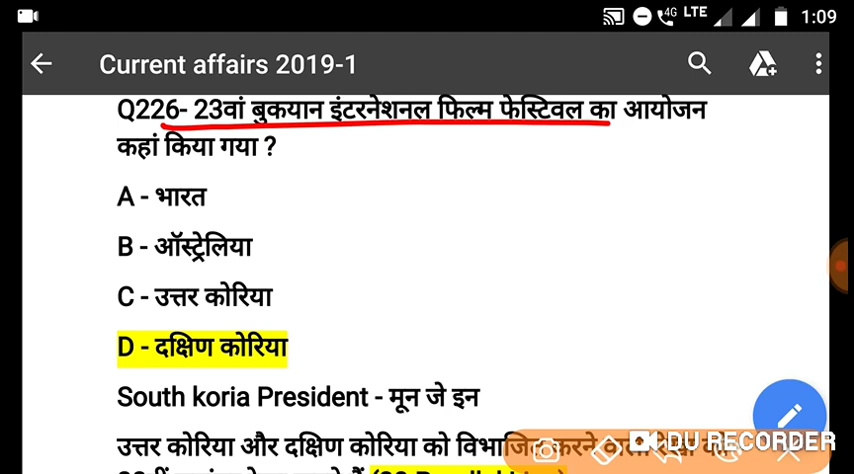 4G LTE 1:09
Current affairs 2019-1
Q226- 23वां बुकयान इंटरनेशनल फिल्म फेस्टिवल का आयोजन
कहां किया गया ?
A - भारत
B - ऑस्ट्रेलिया
C - उत्तर कोरिया
D - दक्षिण कोरिया
South koria President - मून जे इन
उत्तर कोरिया और दक्षिण कोरिया को विभाजित करने वाली
DU RECORDER